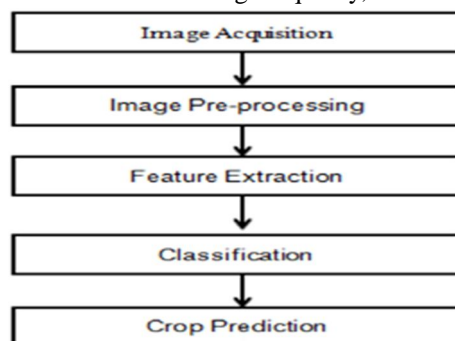 Image Acquisition
Image Pre-processing
Feature Extraction
Classification
Crop Prediction